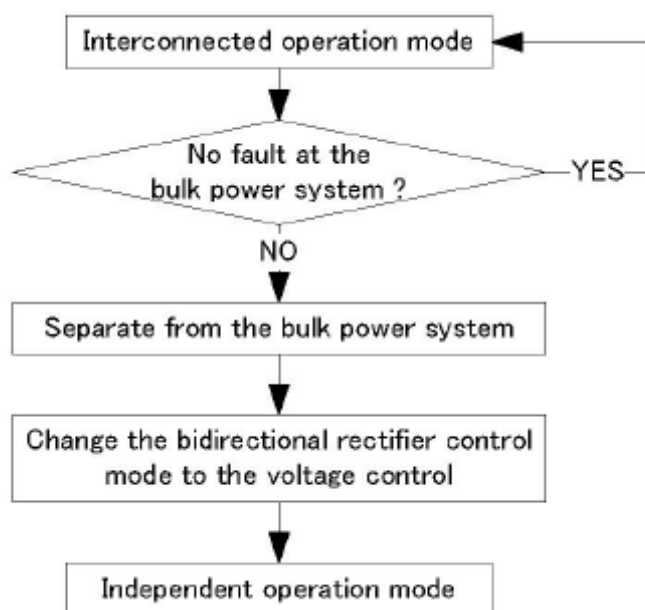 Interconnected operation mode
No fault at the
bulk power system ?
YES
NO
Separate from the bulk power system
Change the bidirectional rectifier control
mode to the voltage control
Independent operation mode